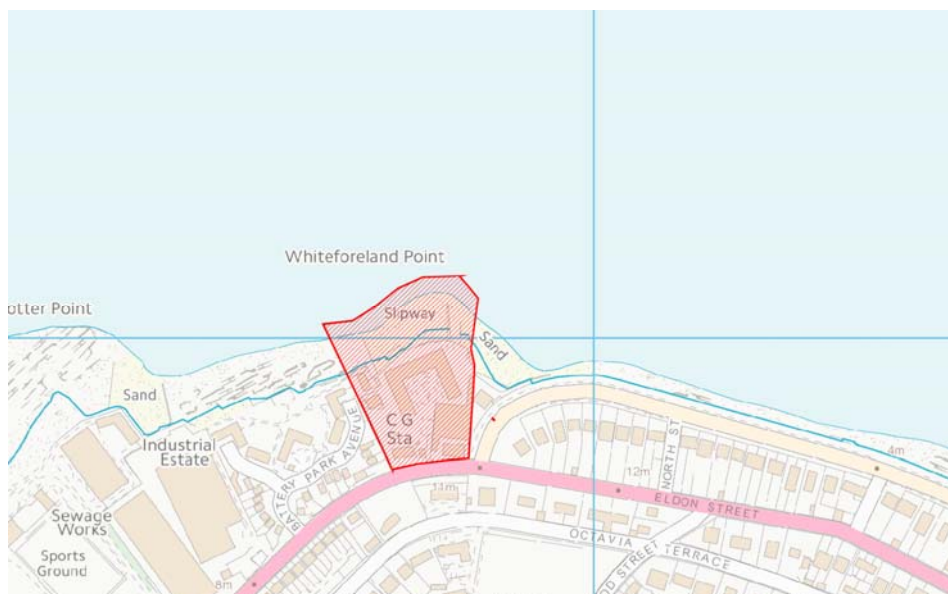 Whiteforeland Point
otter Point
Slipway
Sand
Sand
C G
Sta
BATTERY PARK AVENUE
Industrial
Estate
Sewage
Works
Sports
Ground
8m
11m
12m
4m
NORTH ST
ELDON STREET
OCTAVIA
TERRACE
OD STREET